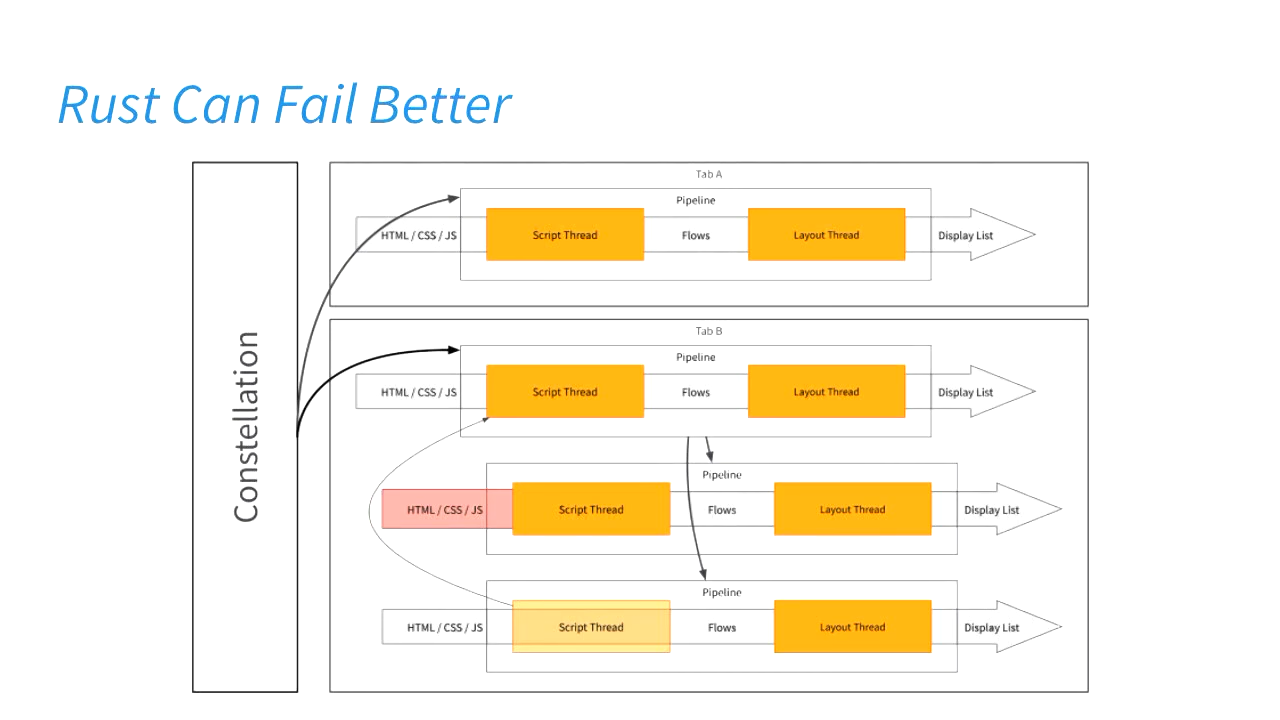 Rust Can Fail Better
Constellation
Tab A
Pipeline
HTML / CSS / JS
Script Thread
Flows
Layout Thread
Display List
Tab B
Pipeline
HTML / CSS / JS
Script Thread
Flows
Layout Thread
Display List
Pipeline
HTML / CSS / JS
Script Thread
Flows
Layout Thread
Display List
Pipeline
HTML / CSS / JS
Script Thread
Flows
Layout Thread
Display List